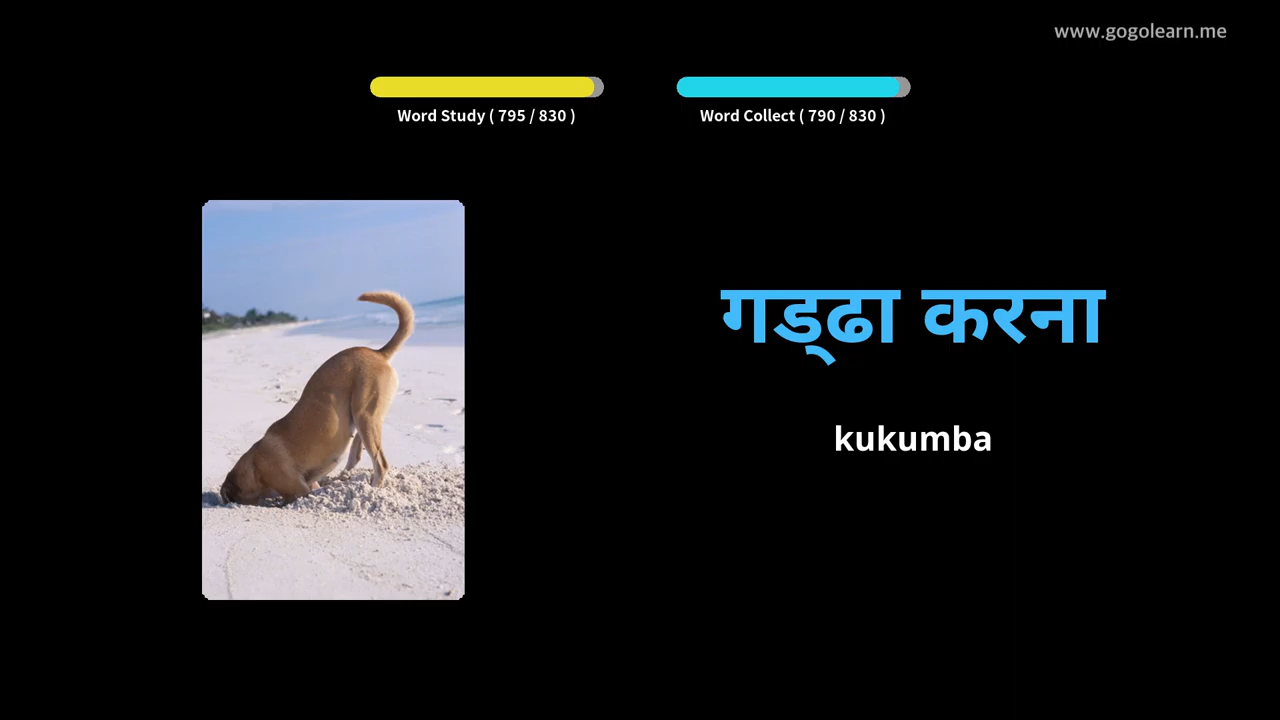 www.gogolearn.me
Word Study ( 795 / 830 )
Word Collect ( 790 / 830 )
गड्ढा करना
kukumba